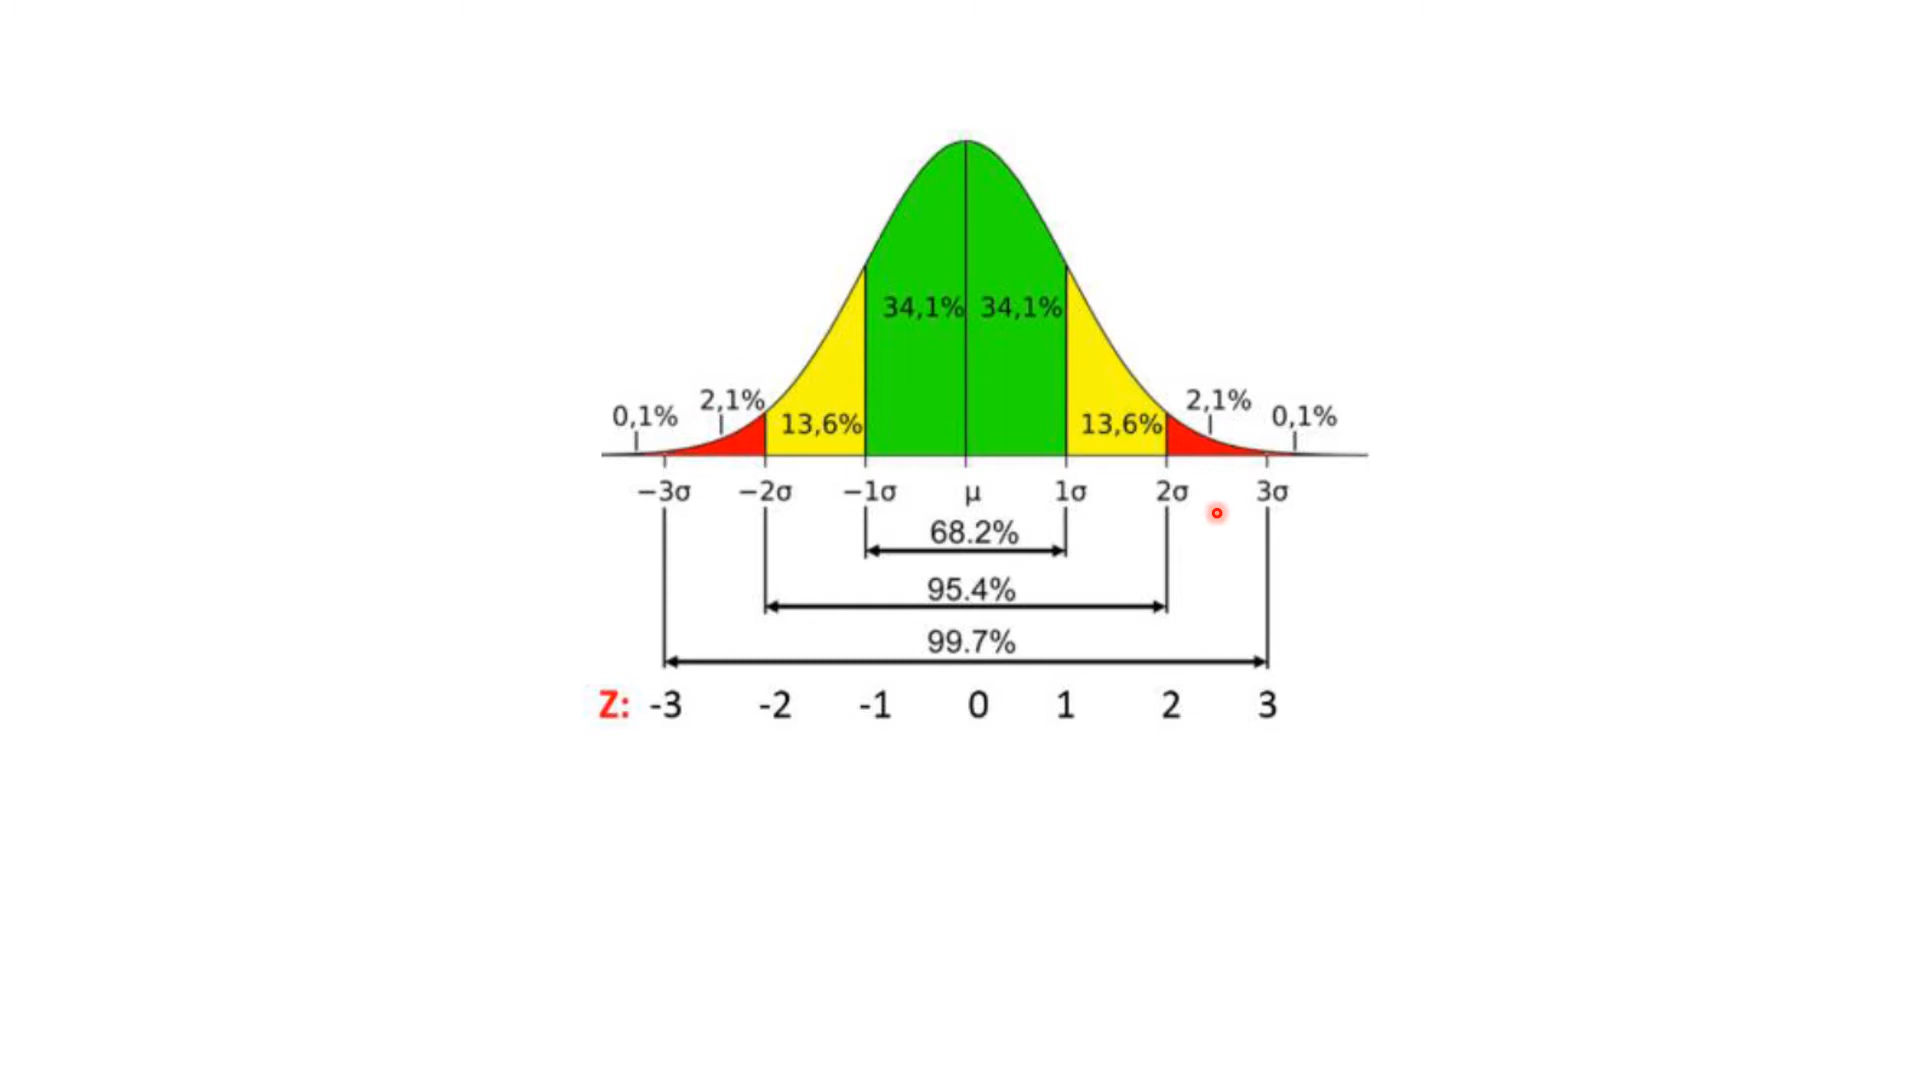 34,1% 34,1%
0,1% 2,1% 13,6% 13,6% 2,1% 0,1%
−3σ −2σ −1σ μ 1σ 2σ 3σ
68.2%
95.4%
99.7%
Z: -3 -2 -1 0 1 2 3